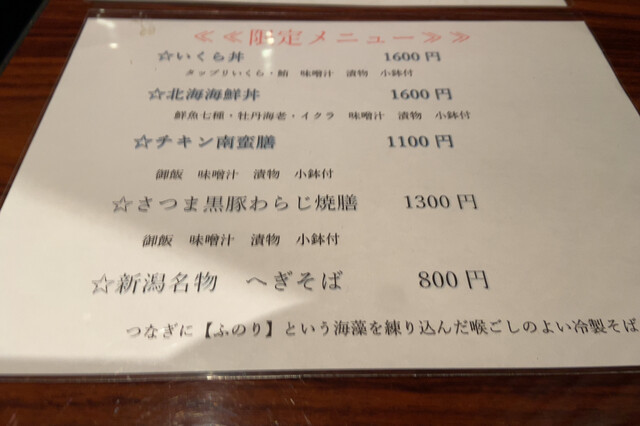 ≪≪限定メニュー≫≫
☆いくら丼 1600円
タップリいくら・鮪 味噌汁 漬物 小鉢付
☆北海海鮮丼 1600円
鮮魚七種・牡丹海老・イクラ 味噌汁 漬物 小鉢付
☆チキン南蛮膳 1100円
御飯 味噌汁 漬物 小鉢付
☆さつま黒豚わらじ焼膳 1300円
御飯 味噌汁 漬物 小鉢付
☆新潟名物 へぎそば 800円
つなぎに【ふのり】という海藻を練り込んだ喉ごしのよい冷製そば